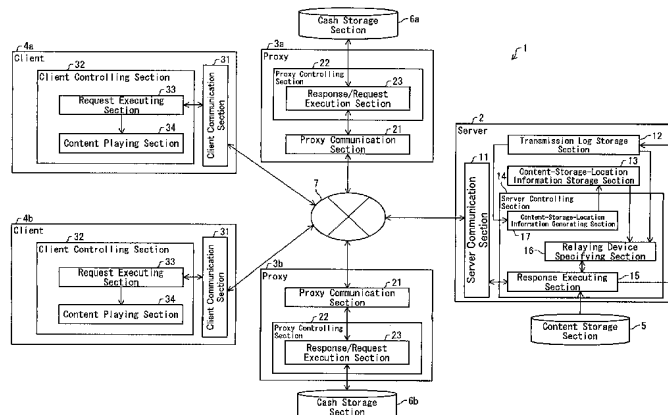 Cash Storage
Section
6a
4a
Client
32
Client Controlling Section
33
Request Executing
Section
34
Content Playing Section
31
Client Communication
Section
3a
Proxy
22
Proxy Controlling
Section
23
Response/Request
Execution Section
21
Proxy Communication
Section
1
7
2
Server
11
Server Communication
Section
12
Transmission Log Storage
Section
13
Content-Storage-Location
Information Storage Section
14
Server Controlling
Section
Content-Storage-Location
Information Generating Section
17
16
Relaying Device
Specifying Section
15
Response Executing
Section
5
Content Storage
Section
4b
Client
32
Client Controlling Section
33
Request Executing
Section
34
Content Playing Section
31
Client Communication
Section
3b
Proxy
21
Proxy Communication
Section
22
Proxy Controlling
Section
23
Response/Request
Execution Section
Cash Storage
Section
6b